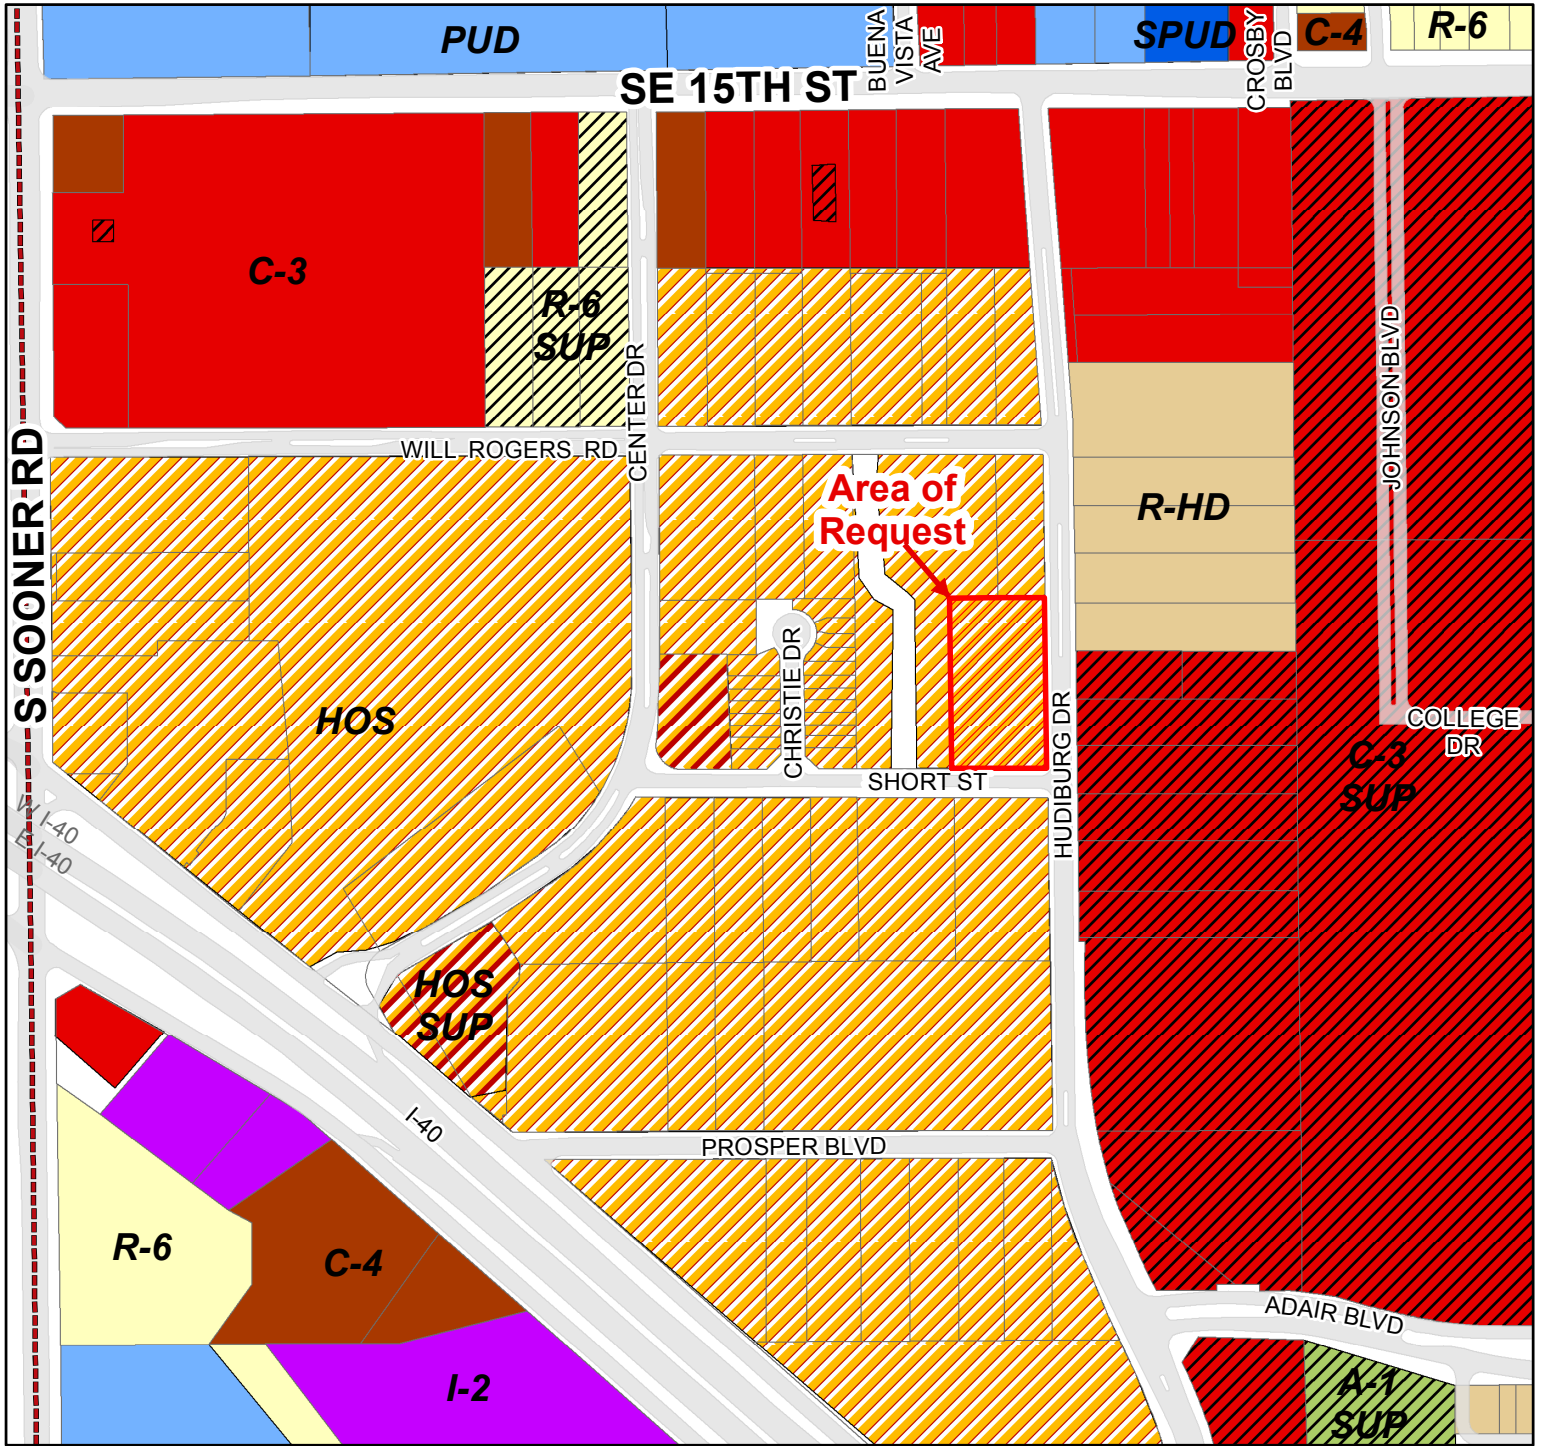 PUD
BUENA
VISTA
AVE
SPUD
CROSBY
BLVD
C-4
R-6
SE 15TH ST
C-3
R-6
SUP
CENTER DR
JOHNSON BLVD
WILL ROGERS RD
S SOONER RD
Area of
Request
R-HD
CHRISTIE DR
HOS
HUDIBURG DR
COLLEGE
DR
C-3
SUP
SHORT ST
W I-40
E I-40
HOS
SUP
I-40
PROSPER BLVD
R-6
C-4
ADAIR BLVD
I-2
A-1
SUP